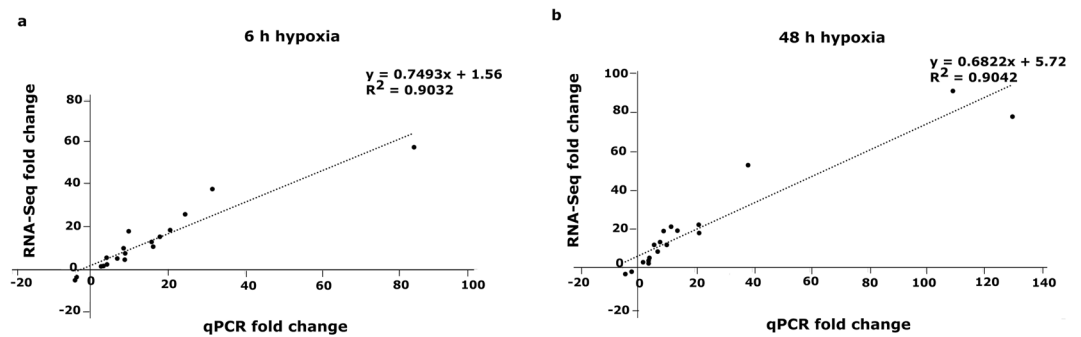 a
6 h hypoxia
y = 0.7493x + 1.56
R2 = 0.9032
RNA-Seq fold change
80
60
40
20
0
-20
-20 0 20 40 60 80 100
qPCR fold change
b
48 h hypoxia
y = 0.6822x + 5.72
R2 = 0.9042
RNA-Seq fold change
100
80
60
40
20
0
-20
-20 0 20 40 60 80 100 120 140
qPCR fold change